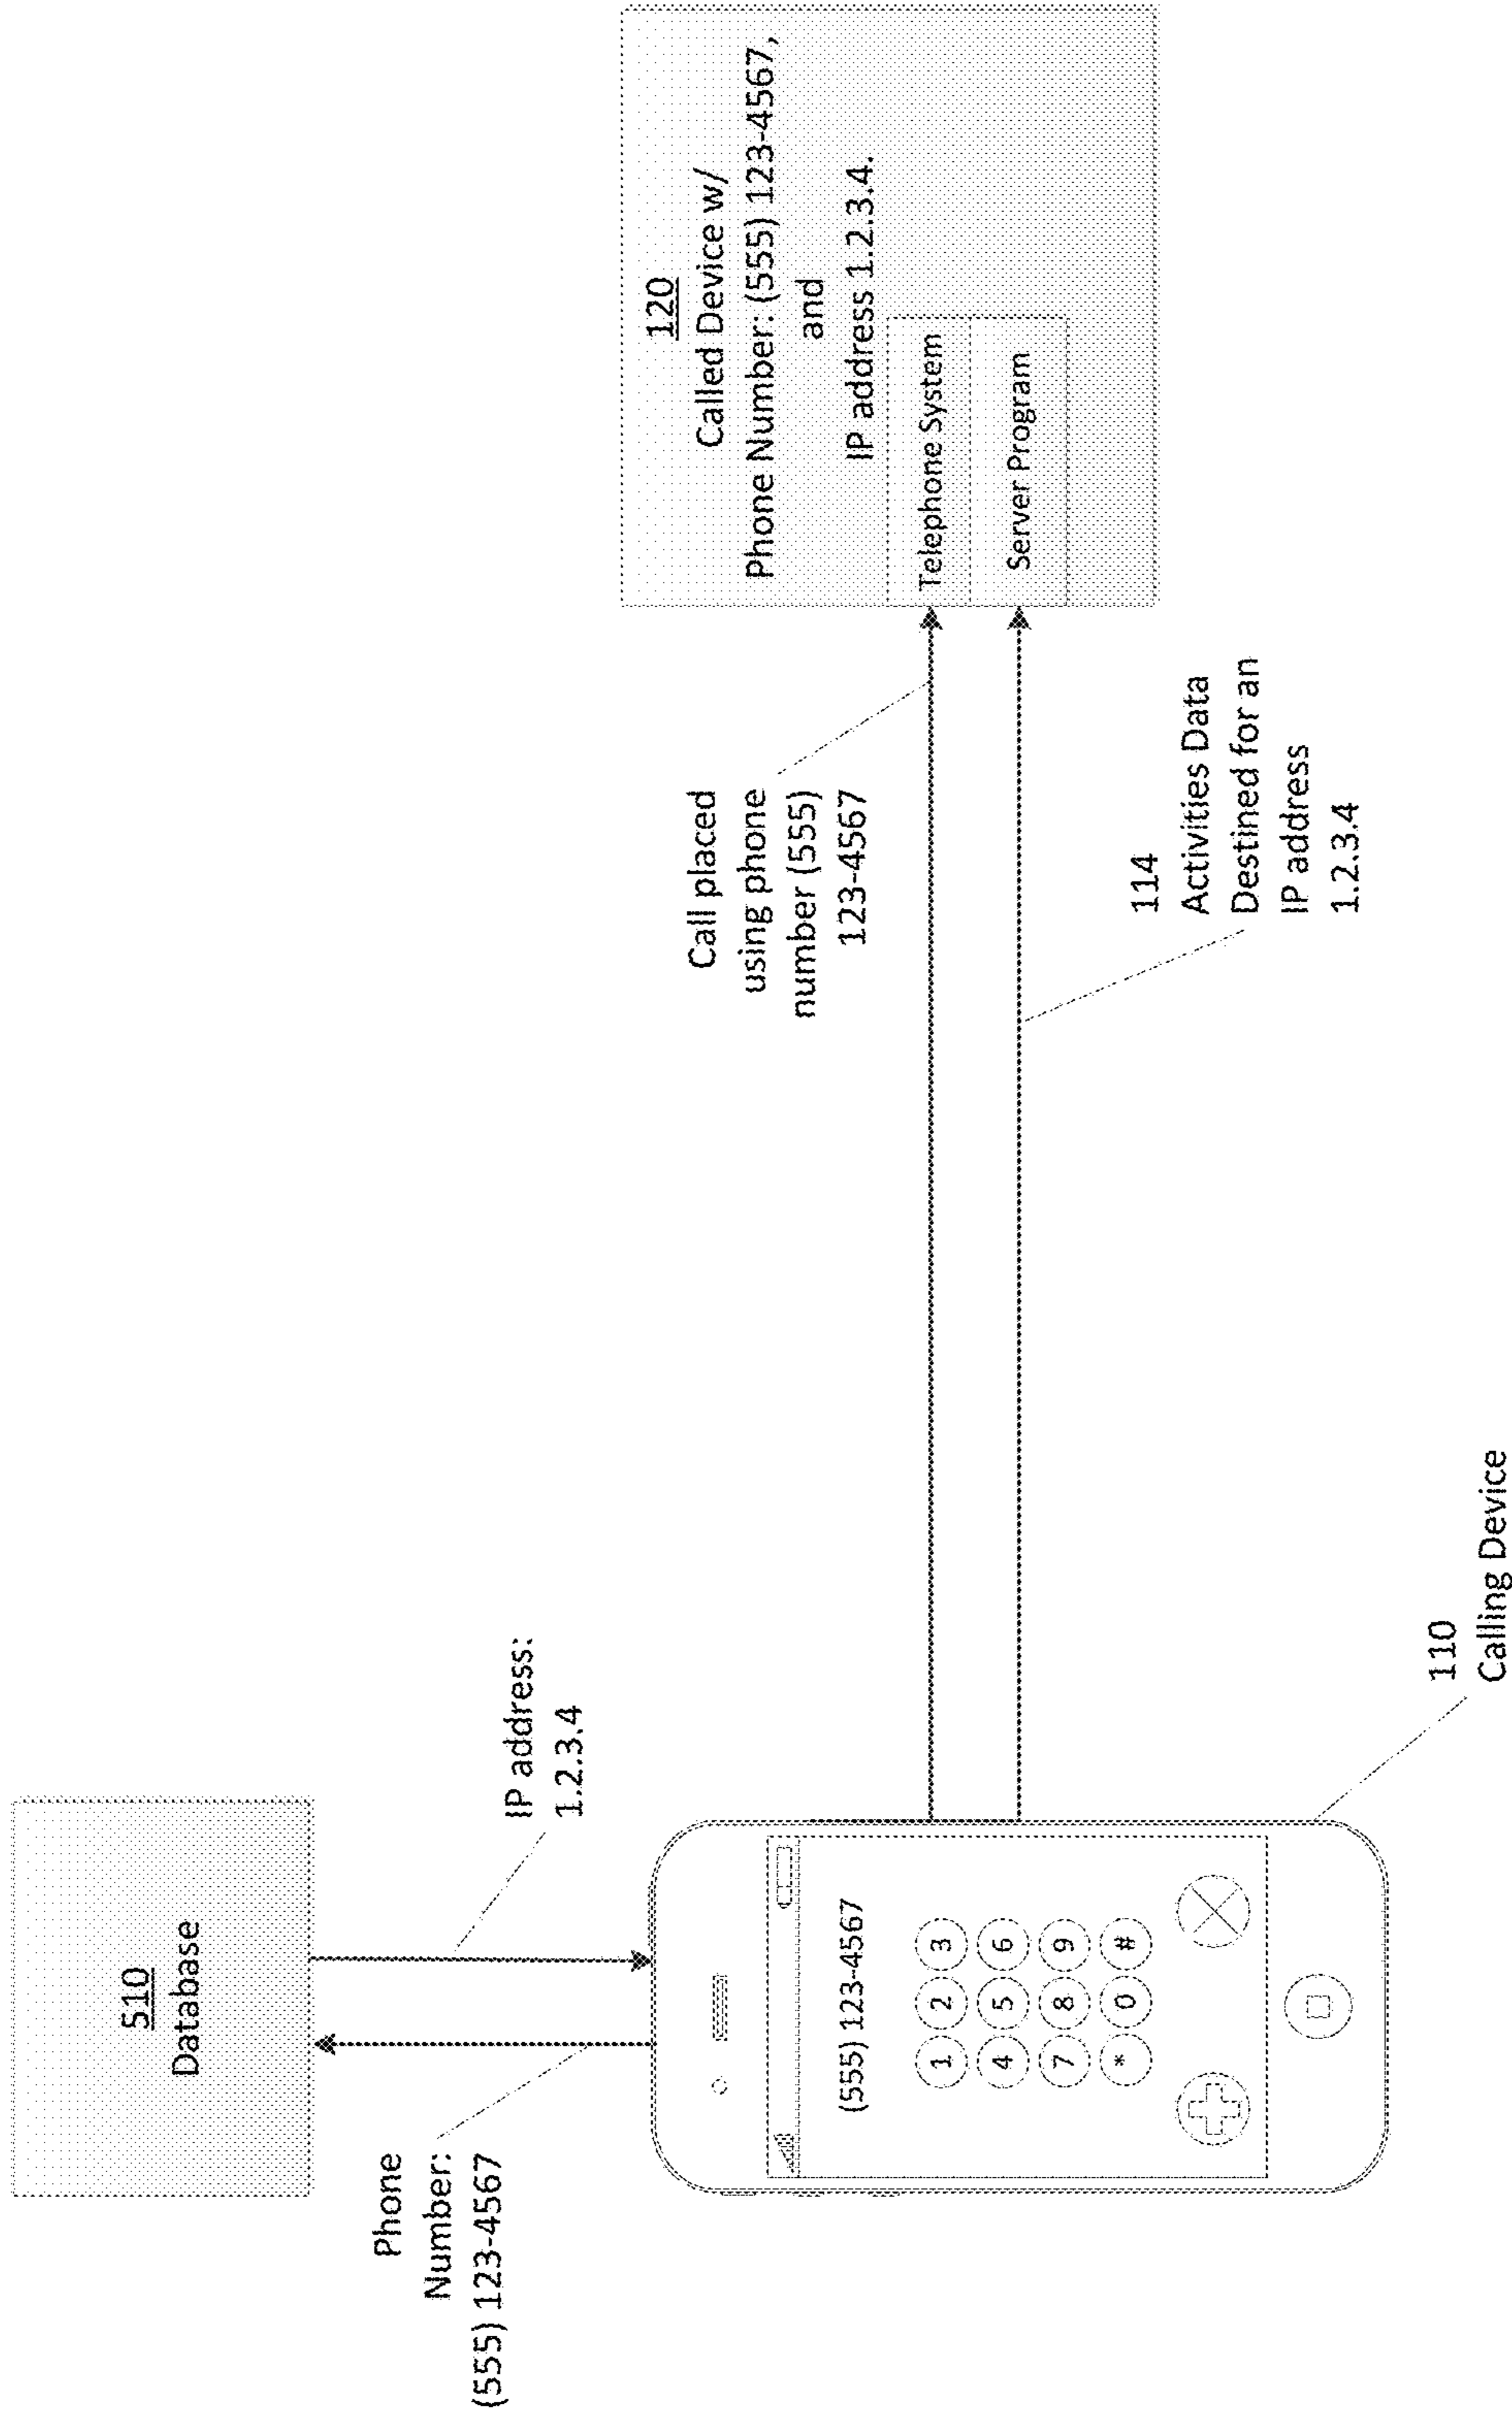 510
Database
Phone
Number:
(555) 123-4567
IP address:
1.2.3.4
(555) 123-4567
1 2 3
4 5 6
7 8 9
* 0 #
110
Calling Device
Call placed
using phone
number (555)
123-4567
114
Activities Data
Destined for an
IP address
1.2.3.4
120
Called Device w/
Phone Number: (555) 123-4567,
and
IP address 1.2.3.4.
Telephone System
Server Program